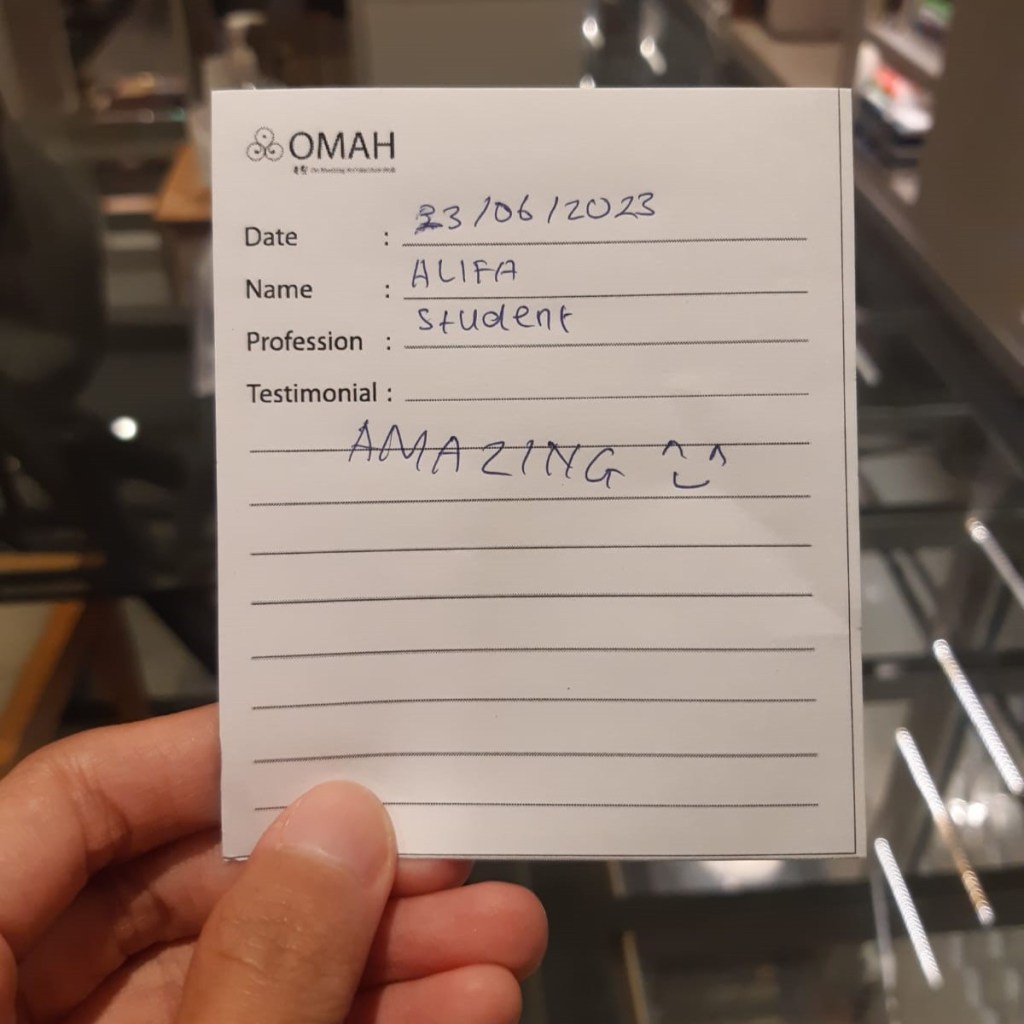 OMAH
Date : 23/06/2023
Name : ALIFA
Profession : Student
Testimonial :
AMAZING